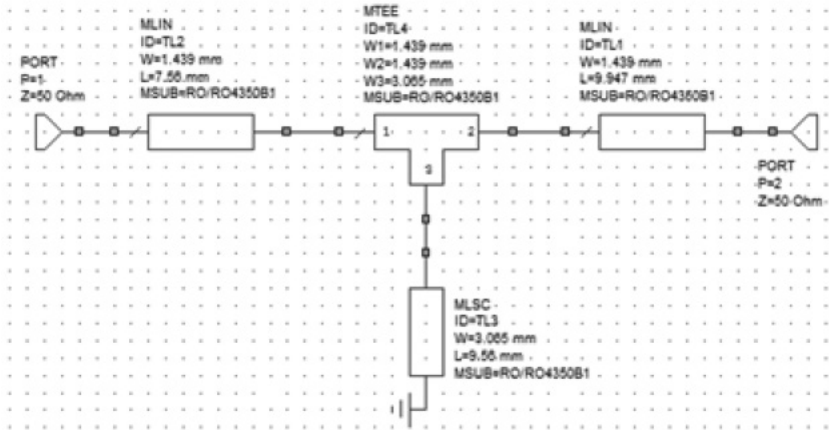 MLIN
ID=TL2
W=1.439 mm
L=7.56 mm
MSUB=RO/RO4350B1
MTEE
ID=TL4
W1=1.439 mm
W2=1.439 mm
W3=3.065 mm
MSUB=RO/RO4350B1
MLIN
ID=TL1
W=1.439 mm
L=9.947 mm
MSUB=RO/RO4350B1
PORT
P=1
Z=50 Ohm
1 2
3
PORT
P=2
Z=50 Ohm
MLSC
ID=TL3
W=3.065 mm
L=9.56 mm
MSUB=RO/RO4350B1